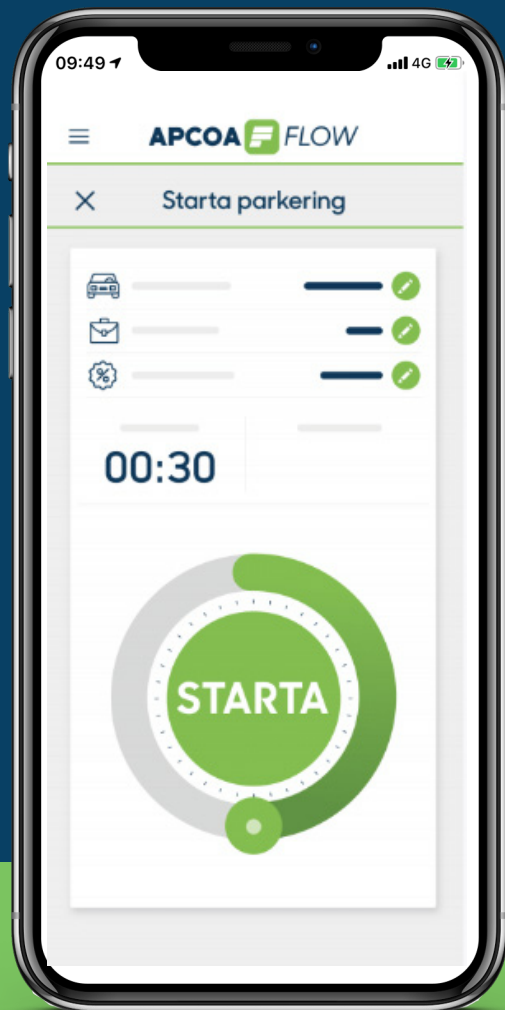 09:49 4G
APCOA FLOW
Starta parkering
00:30
STARTA